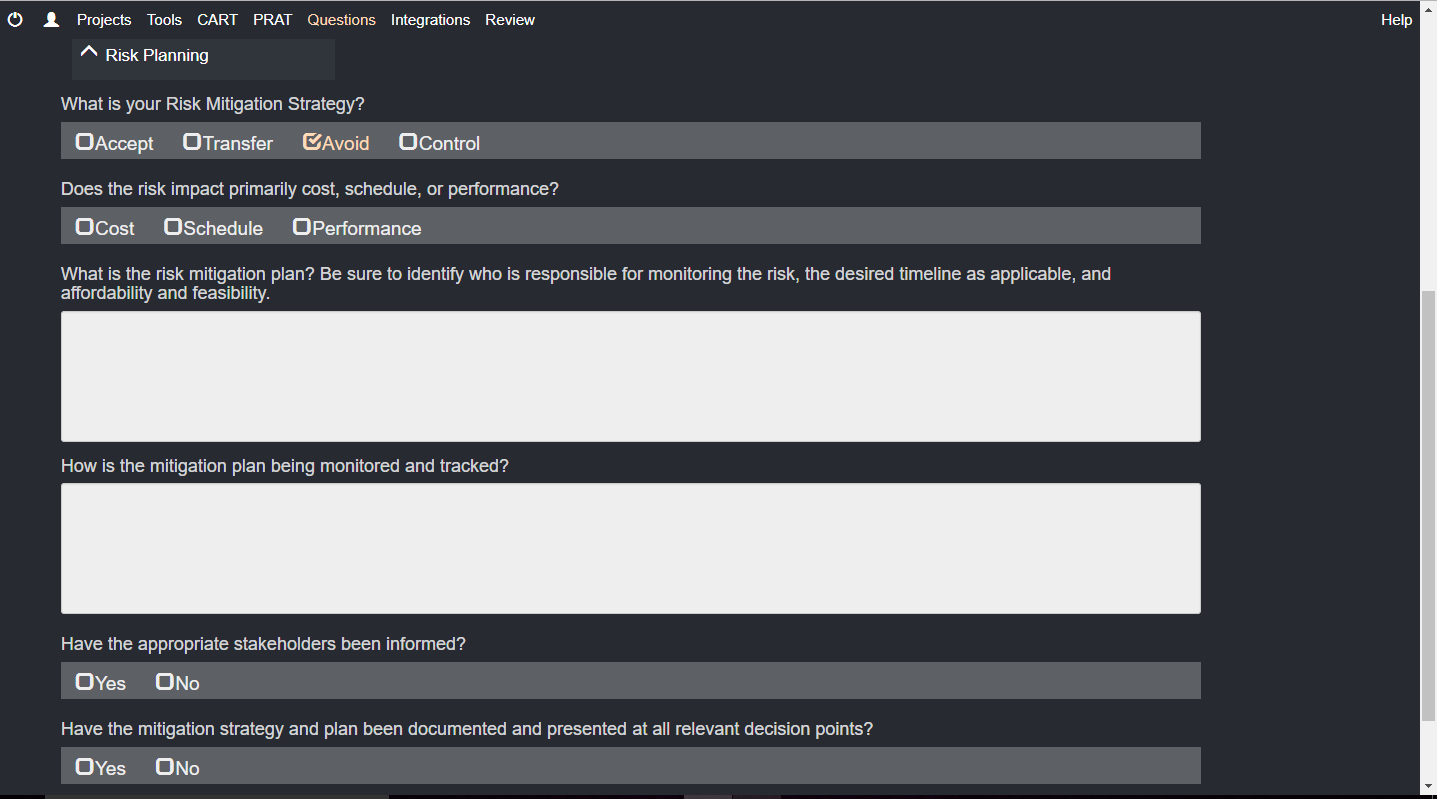 Projects Tools CART PRAT Questions Integrations Review Help
Risk Planning
What is your Risk Mitigation Strategy?
Accept Transfer Avoid Control
Does the risk impact primarily cost, schedule, or performance?
Cost Schedule Performance
What is the risk mitigation plan? Be sure to identify who is responsible for monitoring the risk, the desired timeline as applicable, and
affordability and feasibility.
How is the mitigation plan being monitored and tracked?
Have the appropriate stakeholders been informed?
Yes No
Have the mitigation strategy and plan been documented and presented at all relevant decision points?
Yes No